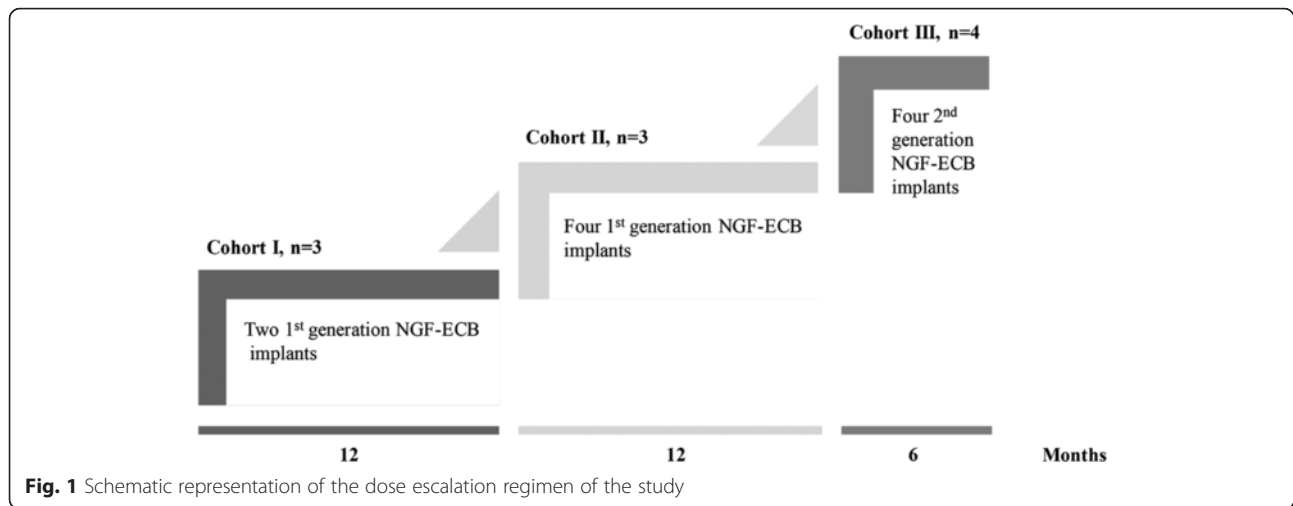 Cohort III, n=4
Four 2nd
generation
NGF-ECB
implants
Cohort II, n=3
Four 1st generation NGF-ECB
implants
Cohort I, n=3
Two 1st generation NGF-ECB
implants
12 12 6 Months
Fig. 1 Schematic representation of the dose escalation regimen of the study